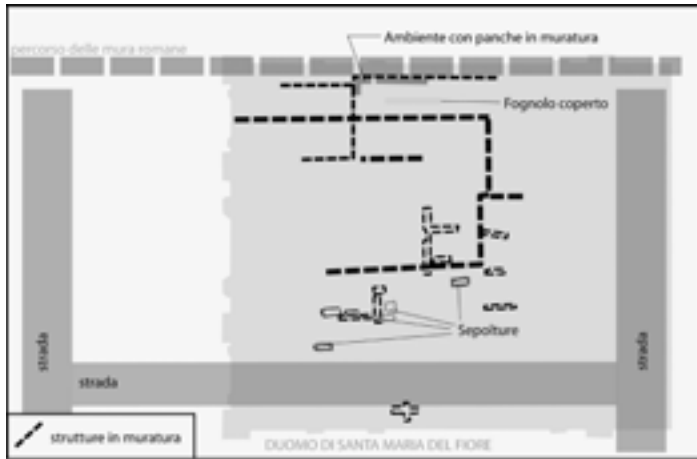 Ambiente con panche in muratura
percorso delle mura romane
Fognolo coperto
Sepolture
strada
strada
strada
strutture in muratura
DUOMO DI SANTA MARIA DEL FIORE